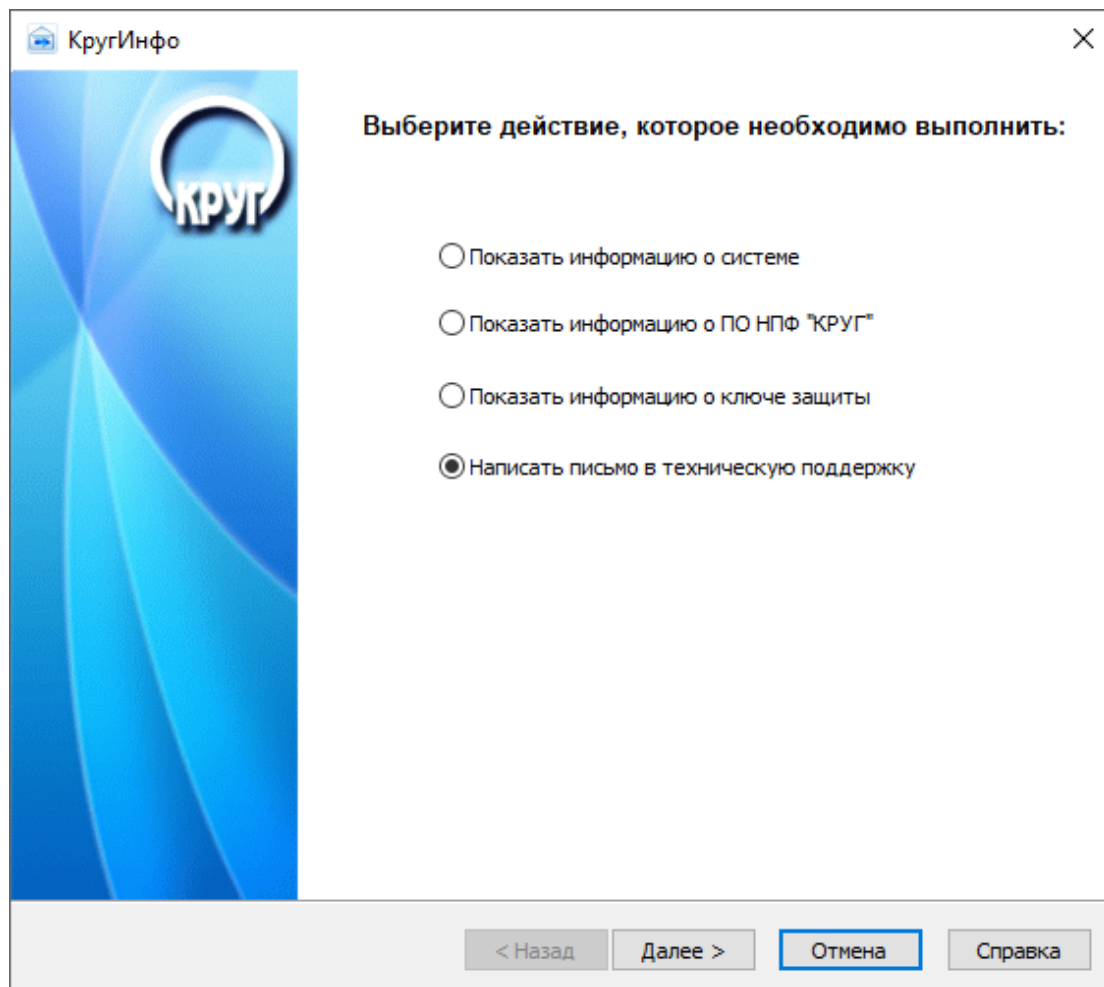 КругИнфо
КРУГ
Выберите действие, которое необходимо выполнить:
Показать информацию о системе
Показать информацию о ПО НПФ "КРУГ"
Показать информацию о ключе защиты
Написать письмо в техническую поддержку
< Назад
Далее >
Отмена
Справка